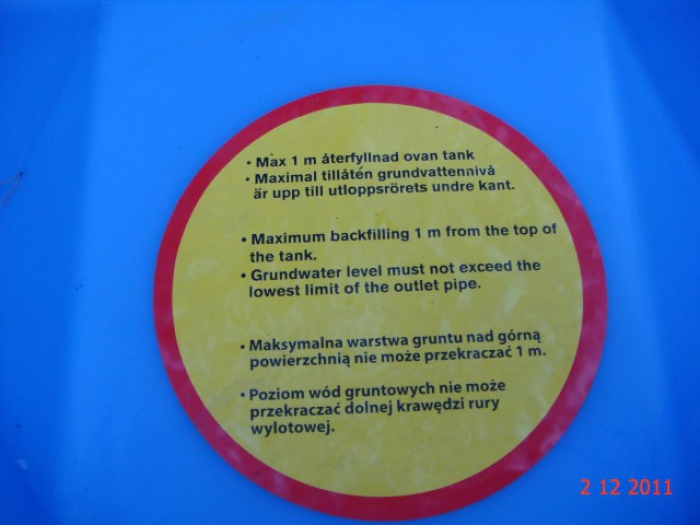 • Max 1 m återfyllnad ovan tank
• Maximal tillåtén grundvattennivå
är upp till utloppsrörets undre kant.
• Maximum backfilling 1 m from the top of
the tank.
• Grundwater level must not exceed the
lowest limit of the outlet pipe.
• Maksymalna warstwa gruntu nad górną
powierzchnią nie może przekraczać 1 m.
• Poziom wód gruntowych nie może
przekraczać dolnej krawędzi rury
wylotowej.
2 12 2011